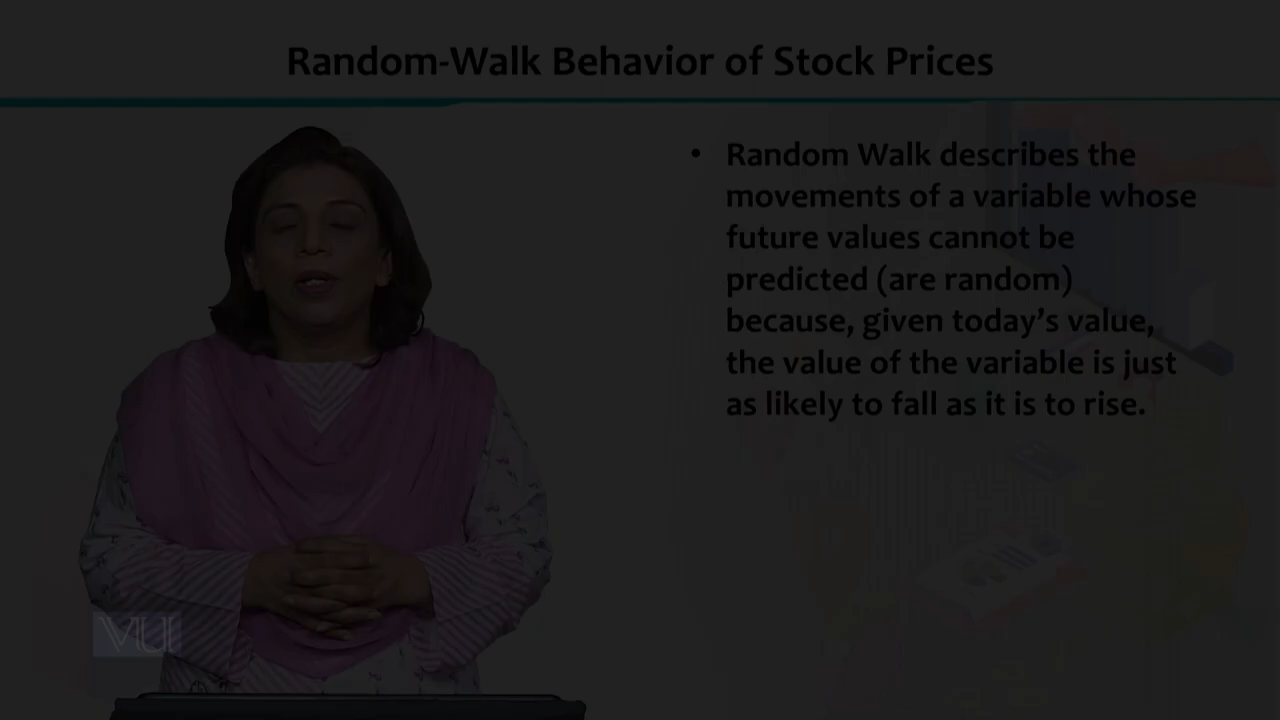 Random-Walk Behavior of Stock Prices
• Random Walk describes the
movements of a variable whose
future values cannot be
predicted (are random)
because, given today's value,
the value of the variable is just
as likely to fall as it is to rise.
VU